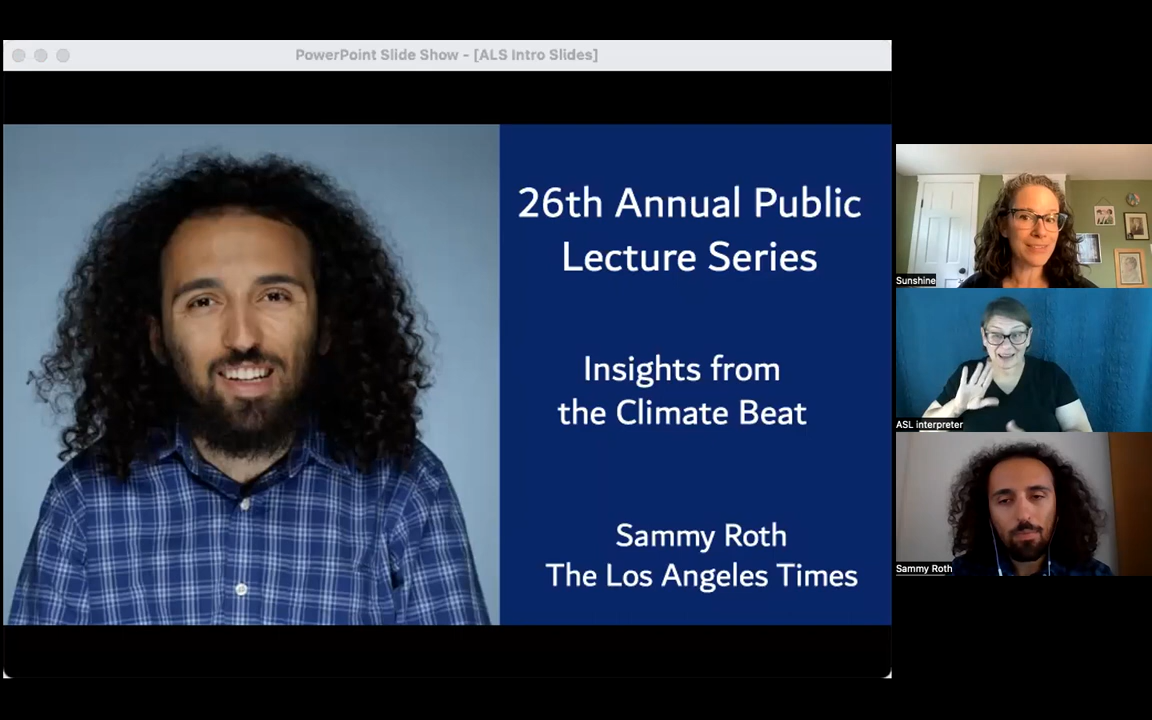 PowerPoint Slide Show - [ALS Intro Slides]
26th Annual Public
Lecture Series
Insights from
the Climate Beat
Sammy Roth
The Los Angeles Times
Sunshine
ASL interpreter
Sammy Roth